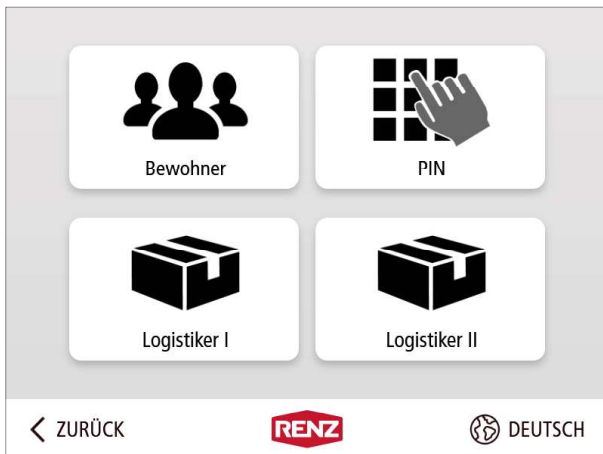 Bewohner
PIN
Logistiker I
Logistiker II
ZURÜCK
RENZ
DEUTSCH